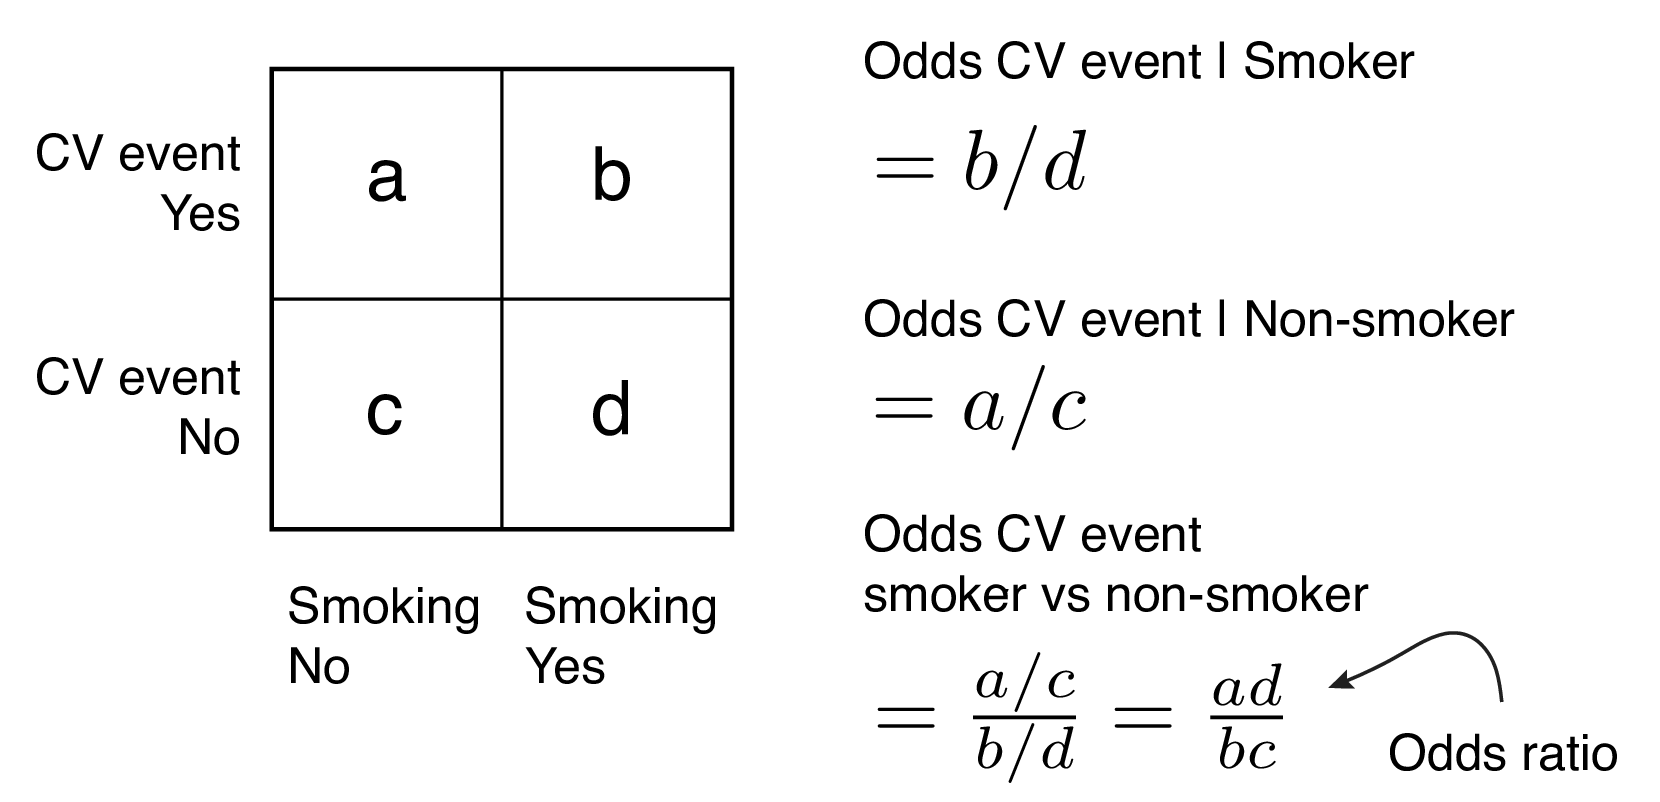 CV event
Yes
a
b
CV event
No
c
d
Smoking
No
Smoking
Yes
Odds CV event | Smoker
= b/d
Odds CV event | Non-smoker
= a/c
Odds CV event
smoker vs non-smoker
= \frac{a/c}{b/d} = \frac{ad}{bc}
Odds ratio